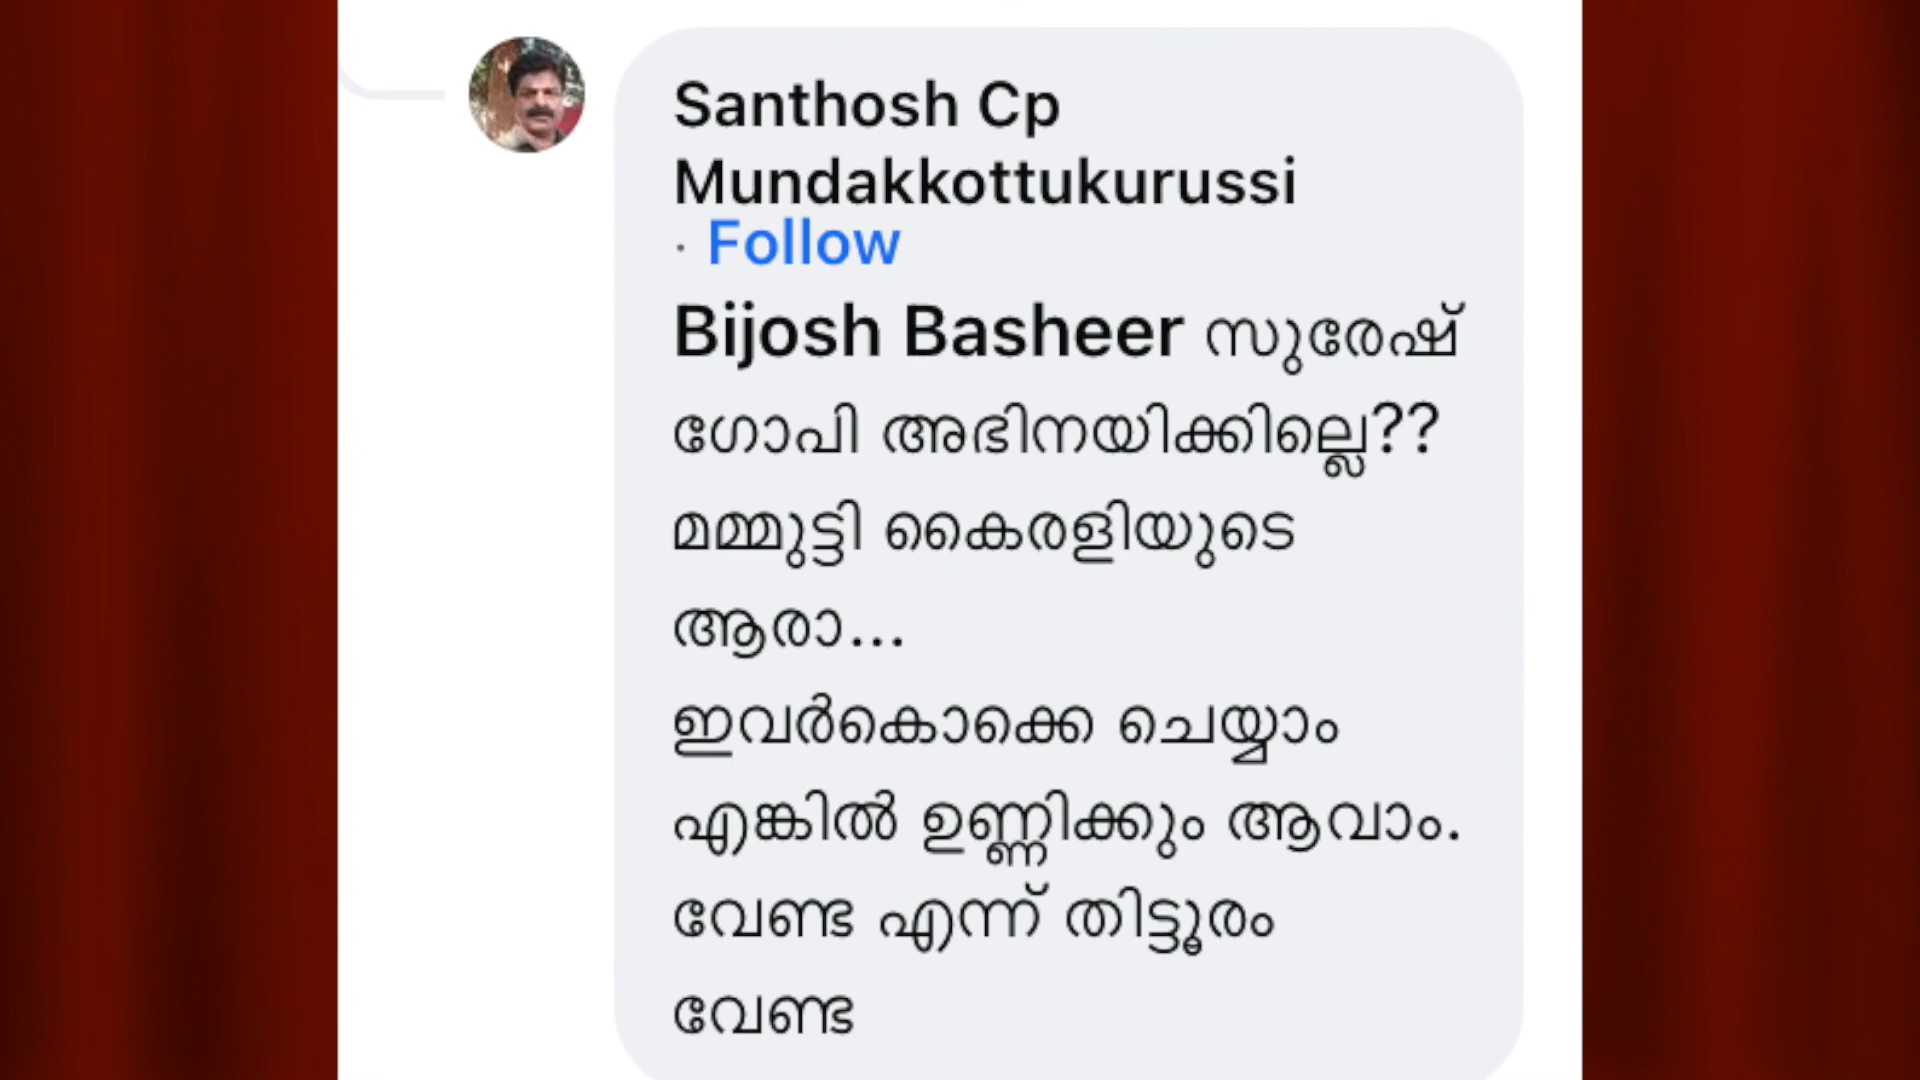 Santhosh Cp
Mundakkottukurussi
· Follow
Bijosh Basheer സുരേഷ്
ഗോപി അഭിനയിക്കില്ലെ??
മമ്മുട്ടി കൈരളിയുടെ
ആരാ...
ഇവർകൊക്കെ ചെയ്യാം
എങ്കിൽ ഉണ്ണിക്കും ആവാം.
വേണ്ട എന്ന് തിട്ടൂരം
വേണ്ട